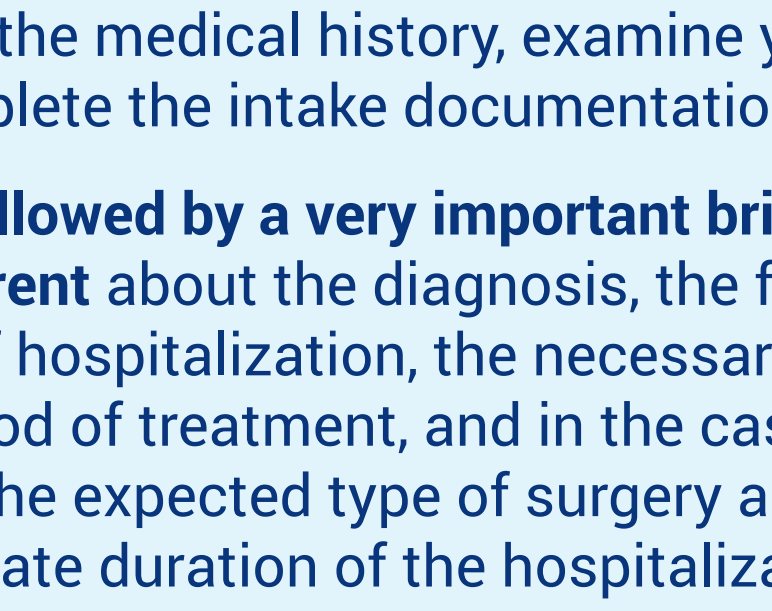 the medical history, examine y
plete the intake documentatio
llowed by a very important bri
rent about the diagnosis, the f
hospitalization, the necessar
od of treatment, and in the cas
he expected type of surgery a
ate duration of the hospitaliza